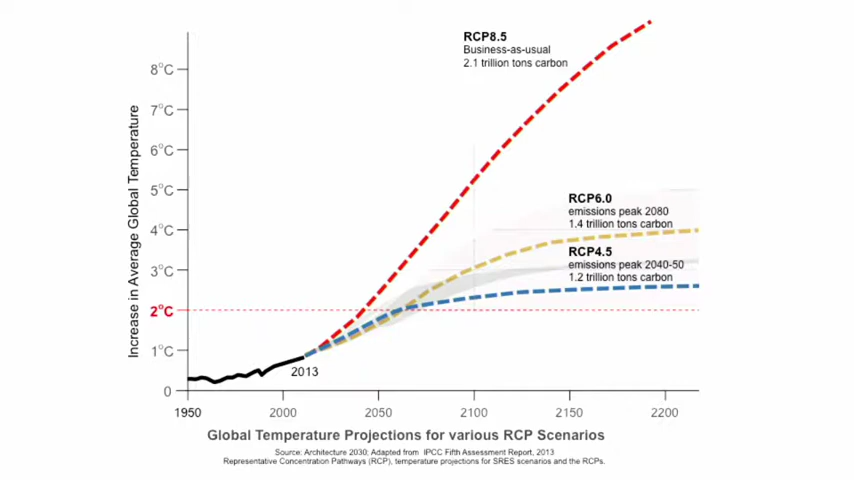 RCP8.5
Business-as-usual
2.1 trillion tons carbon
8°C
7°C
6°C
5°C
4°C
3°C
2°C
1°C
0
Increase in Average Global Temperature
RCP6.0
emissions peak 2080
1.4 trillion tons carbon
RCP4.5
emissions peak 2040-50
1.2 trillion tons carbon
2013
1950 2000 2050 2100 2150 2200
Global Temperature Projections for various RCP Scenarios
Source: Architecture 2030; Adapted from IPCC Fifth Assessment Report, 2013
Representative Concentration Pathways (RCP), temperature projections for SRES scenarios and the RCPs.